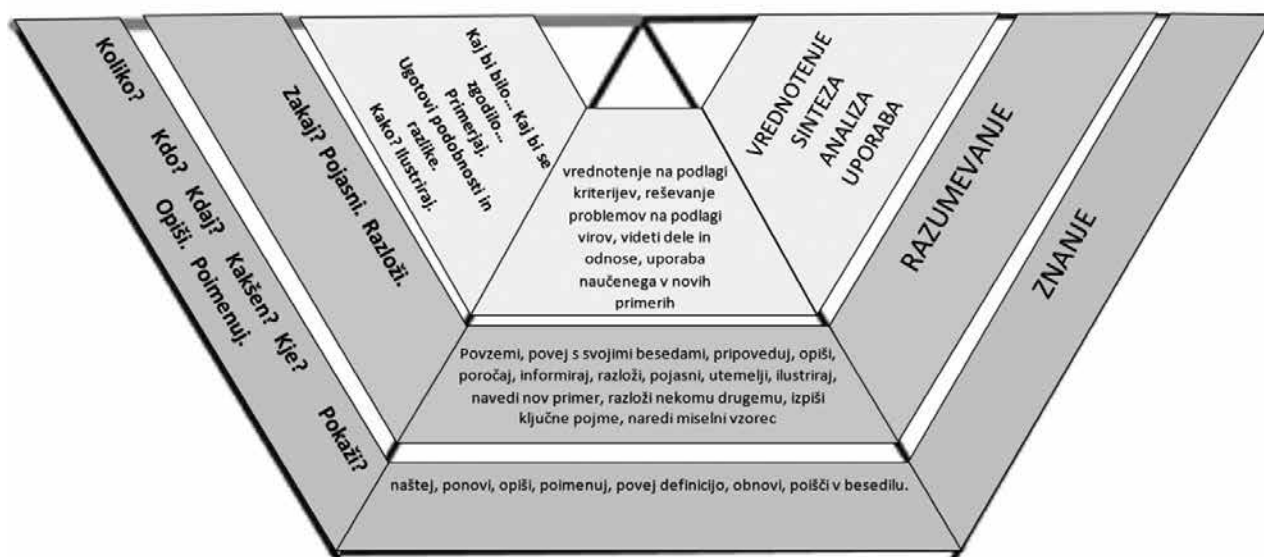 Koliko? Kdo? Kdaj? Kakšen? Kje? Pokaži?
Opiši. Poimenuj.
Zakaj? Pojasni. Razloži.
Kaj bi bilo... Kaj bi se
zgodilo...
Primerjaj.
Ugotovi podobnosti in
razlike.
Kako? Ilustriraj.
vrednotenje na podlagi
kriterijev, reševanje
problemov na podlagi
virov, videti dele in
odnose, uporaba
naučenega v novih
primerih
VREDNOTENJE
SINTEZA
ANALIZA
UPORABA
RAZUMEVANJE
ZNANJE
Povzemi, povej s svojimi besedami, pripoveduj, opiši,
poročaj, informiraj, razloži, pojasni, utemelji, ilustriraj,
navedi nov primer, razloži nekomu drugemu, izpiši
ključne pojme, naredi miselni vzorec
naštej, ponovi, opiši, poimenuj, povej definicijo, obnovi, poišči v besedilu.